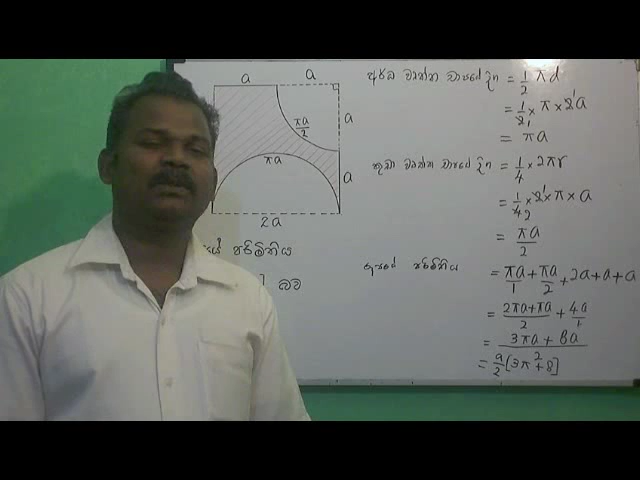 a a
a
πa/2
πa
a
2a
පරිමිතිය
බව
අර්ධ වෘත්ත චාපයේ දිග = 1/2 πd
= 1/2 × π × 2a
= πa
= 1/4 × 2πr
= 1/4 × 2 × π × a
= πa/2
රූපයේ පරිමිතිය = πa/1 + πa/2 + 2a + a + a
= 2πa+πa/2 + 4a/1
= 3πa + 8a/2
= a/2 [3π + 8]